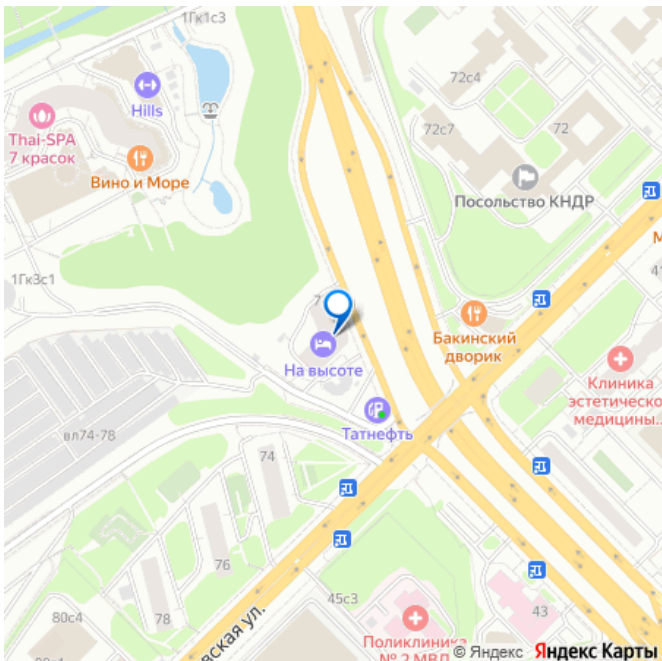 1Гк1с3
Hills
Thai-SPA
7 красок
Вино и Море
72с4
72с7
72
Посольство КНДР
М
41
1Гк3с1
7
На высоте
Бакинский
дворик
Клиника
эстетическо
медицины...
Татнефть
вл74-78
74
76
78
80с4
вская ул.
45с3
43
Поликлиника
№ 2 МВД
© Яндекс Яндекс Карты